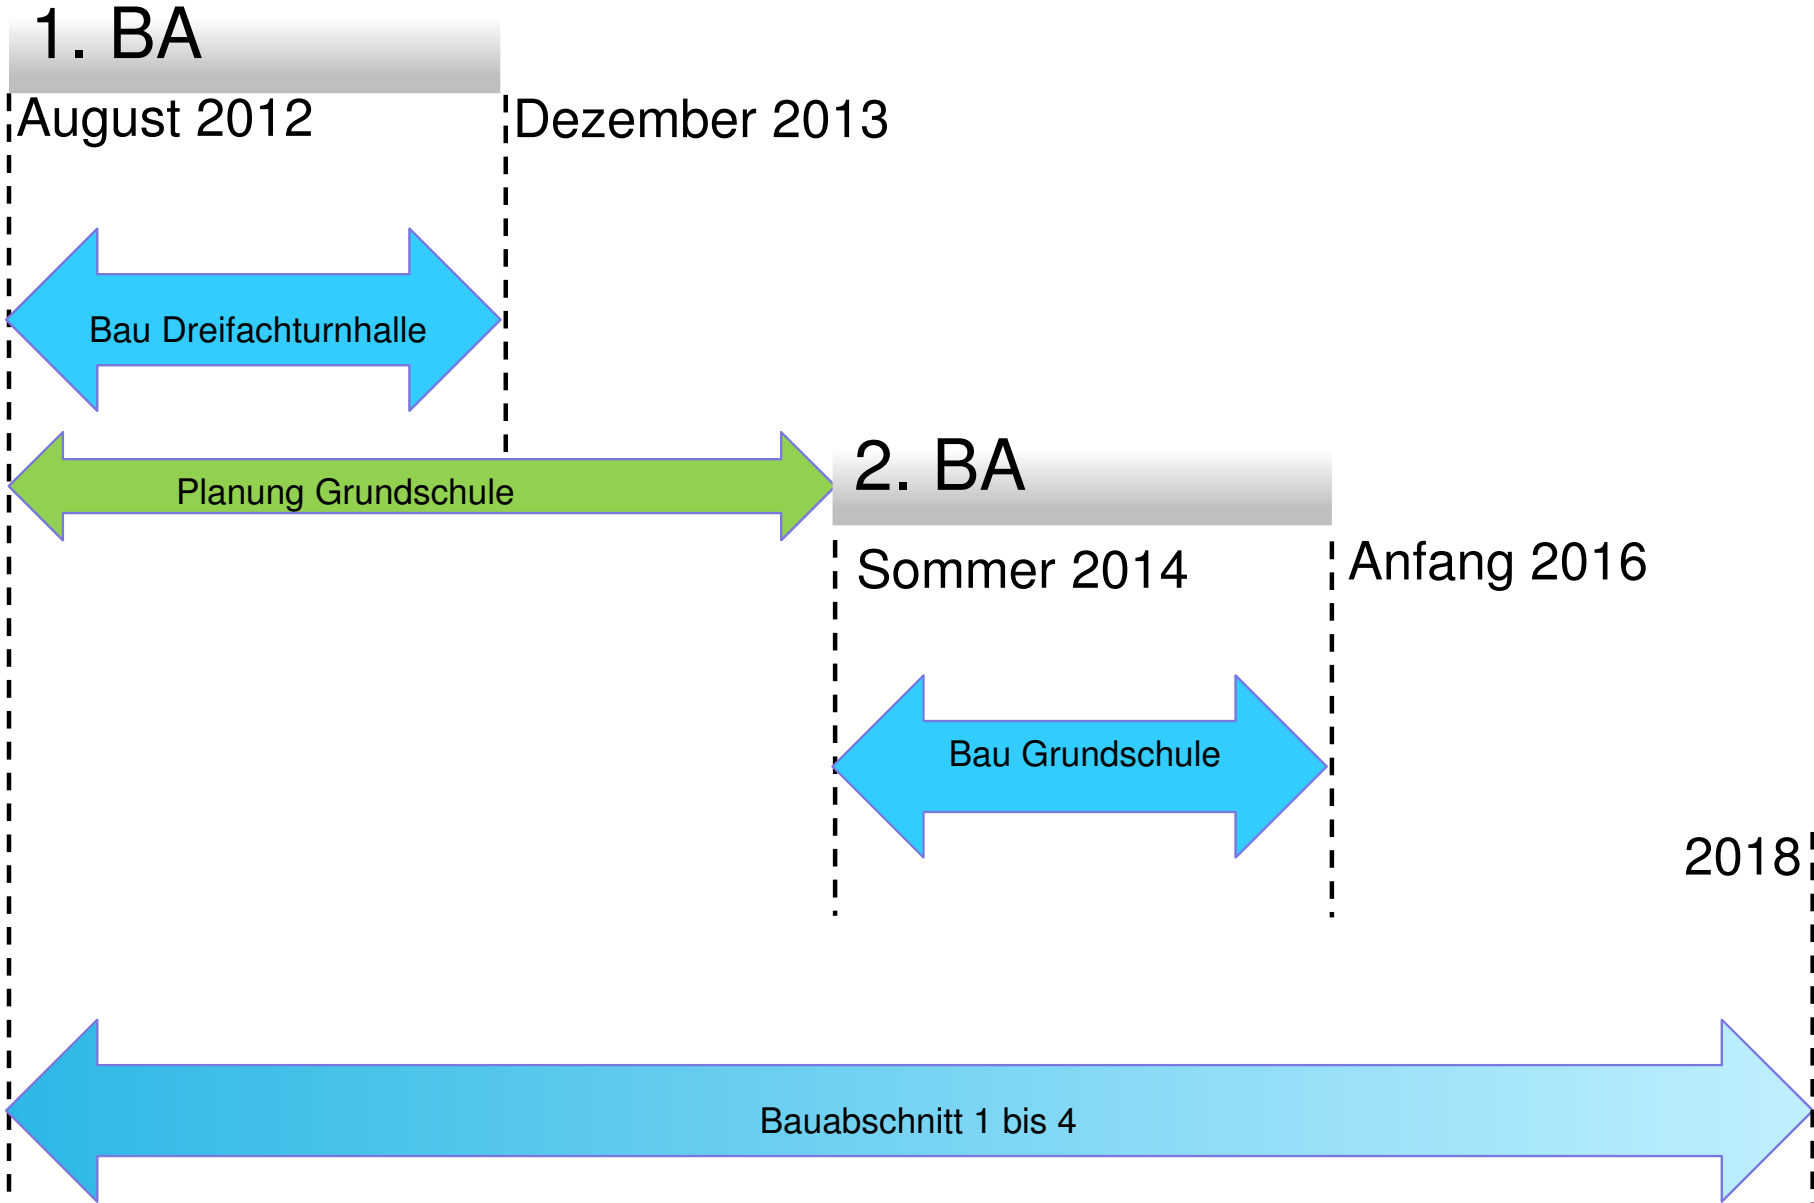 1. BA
August 2012
Dezember 2013
Bau Dreifachturnhalle
Planung Grundschule
2. BA
Sommer 2014
Anfang 2016
Bau Grundschule
2018
Bauabschnitt 1 bis 4